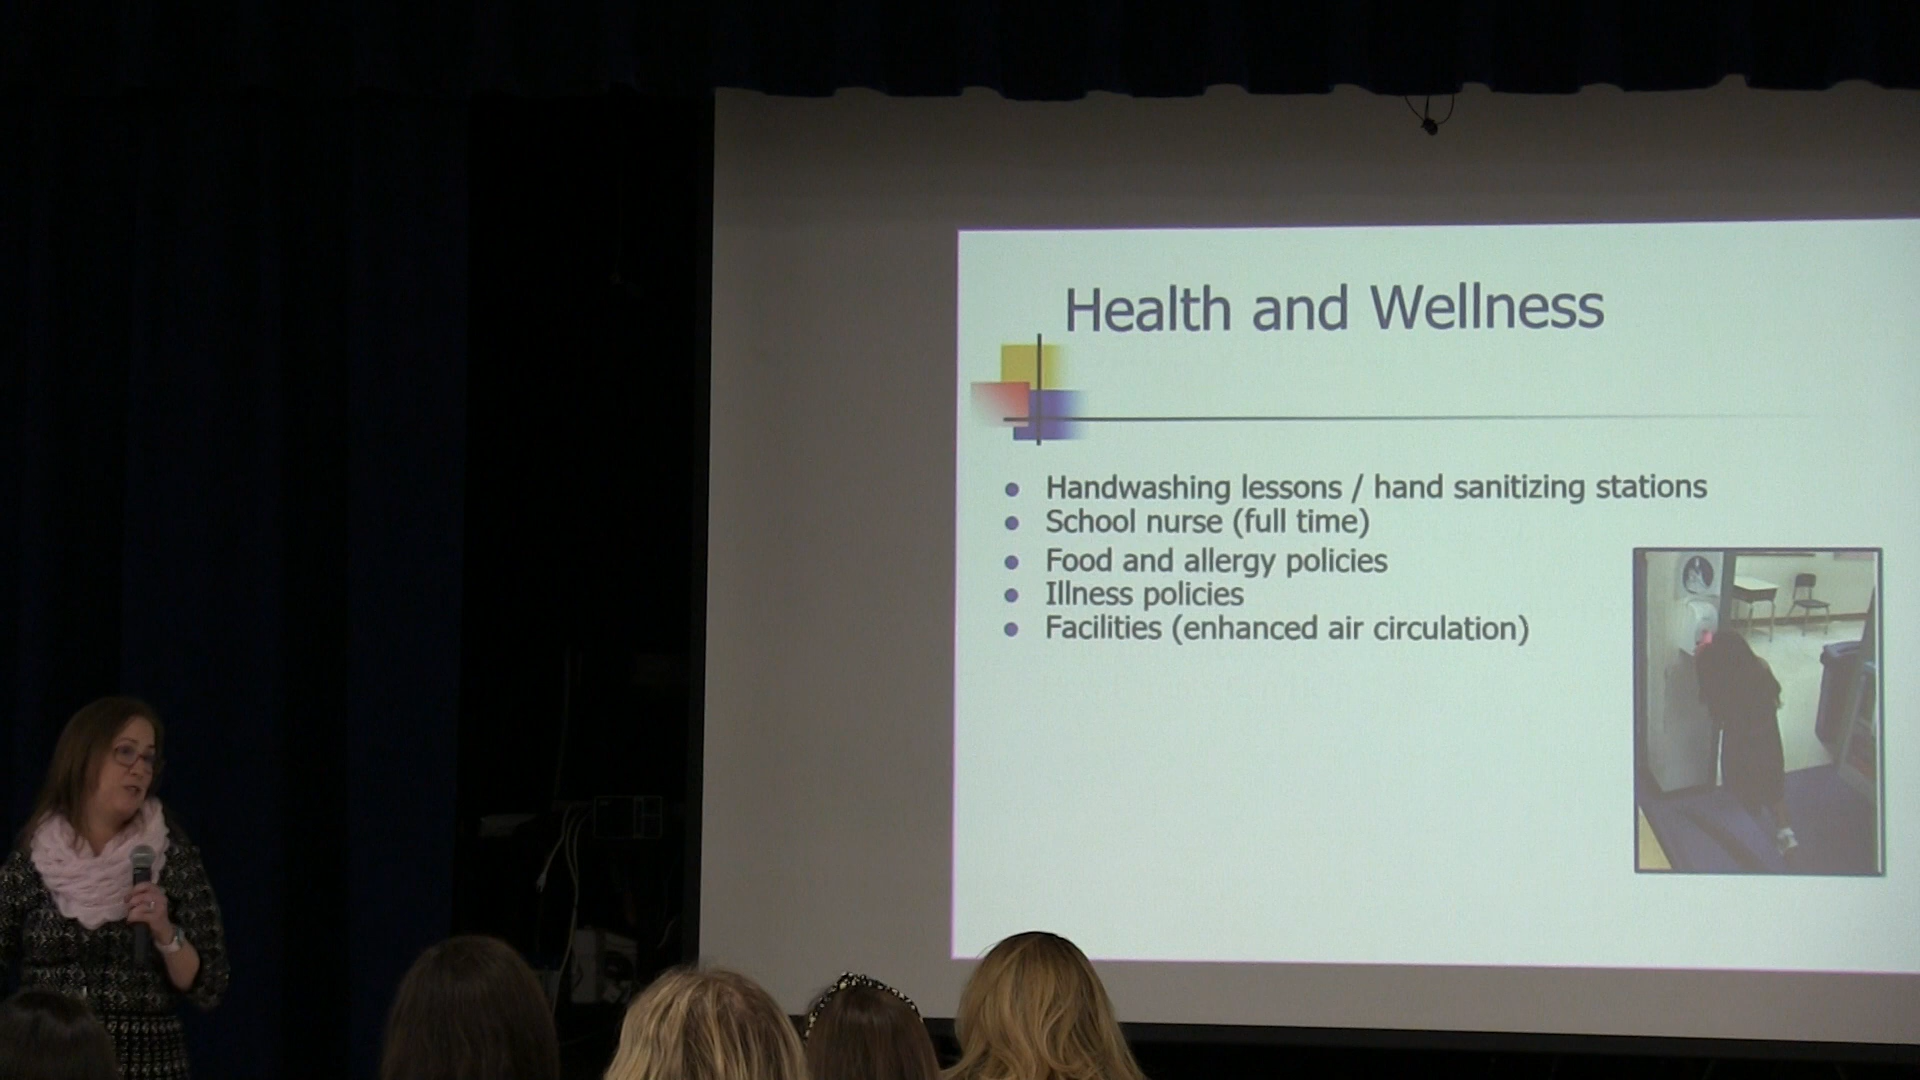 Health and Wellness
Handwashing lessons / hand sanitizing stations
School nurse (full time)
Food and allergy policies
Illness policies
Facilities (enhanced air circulation)